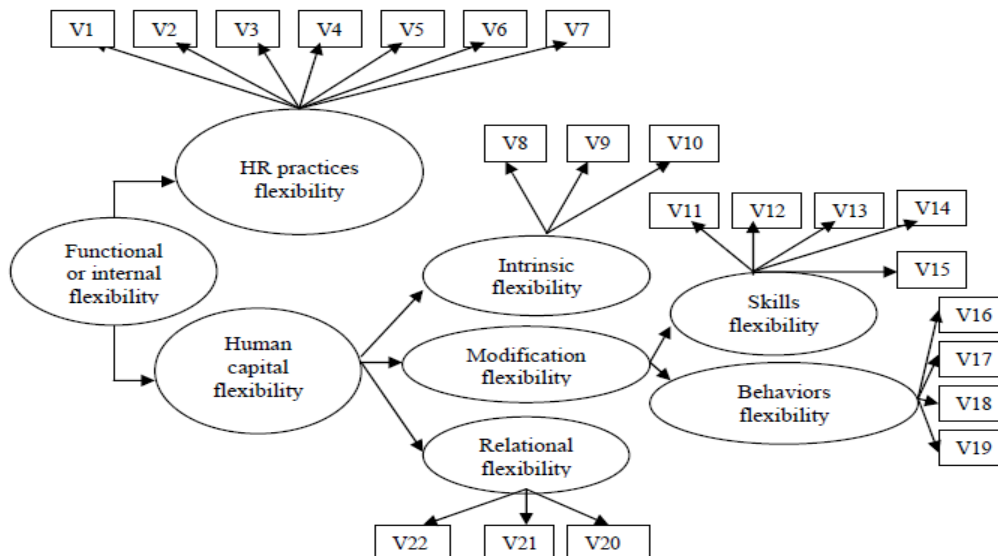 V1 V2 V3 V4 V5 V6 V7
HR practices
flexibility
V8 V9 V10
V11 V12 V13 V14
V15
Functional
or internal
flexibility
Intrinsic
flexibility
Skills
flexibility
V16
V17
V18
V19
Human
capital
flexibility
Modification
flexibility
Behaviors
flexibility
Relational
flexibility
V22 V21 V20